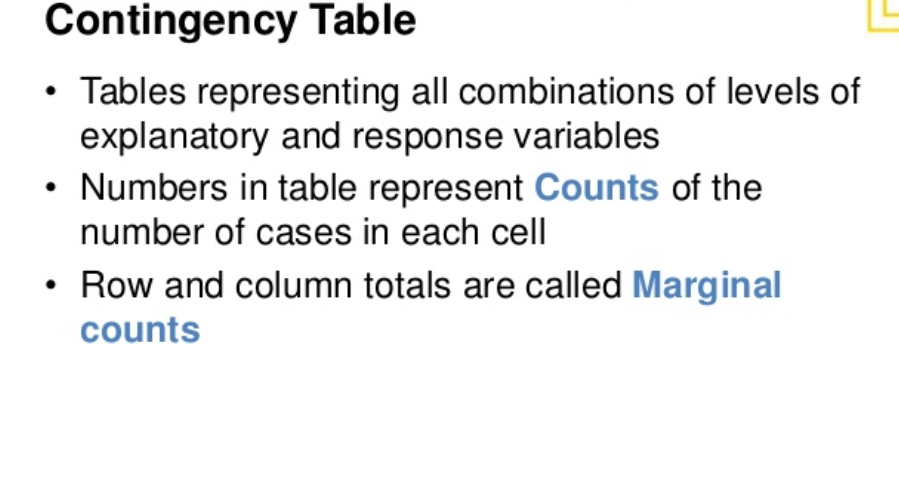 Contingency Table
• Tables representing all combinations of levels of
explanatory and response variables
• Numbers in table represent Counts of the
number of cases in each cell
• Row and column totals are called Marginal
counts